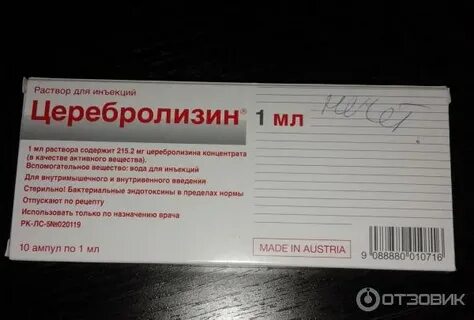 Раствор для инъекций
Церебролизин® 1 мл
1 мл раствора содержит 215.2 мг церебролизина концентрата
(в качестве активного вещества).
Вспомогательное вещество: вода для инъекций
Для внутримышечного и внутривенного введения
Стерильно! Бактериальные эндотоксины в пределах нормы
Отпускают по рецепту
Использовать только по назначению врача
РК-ЛС-5№020119
10 ампул по 1 мл
MADE IN AUSTRIA
9 088880 010716
ОТЗОВИК